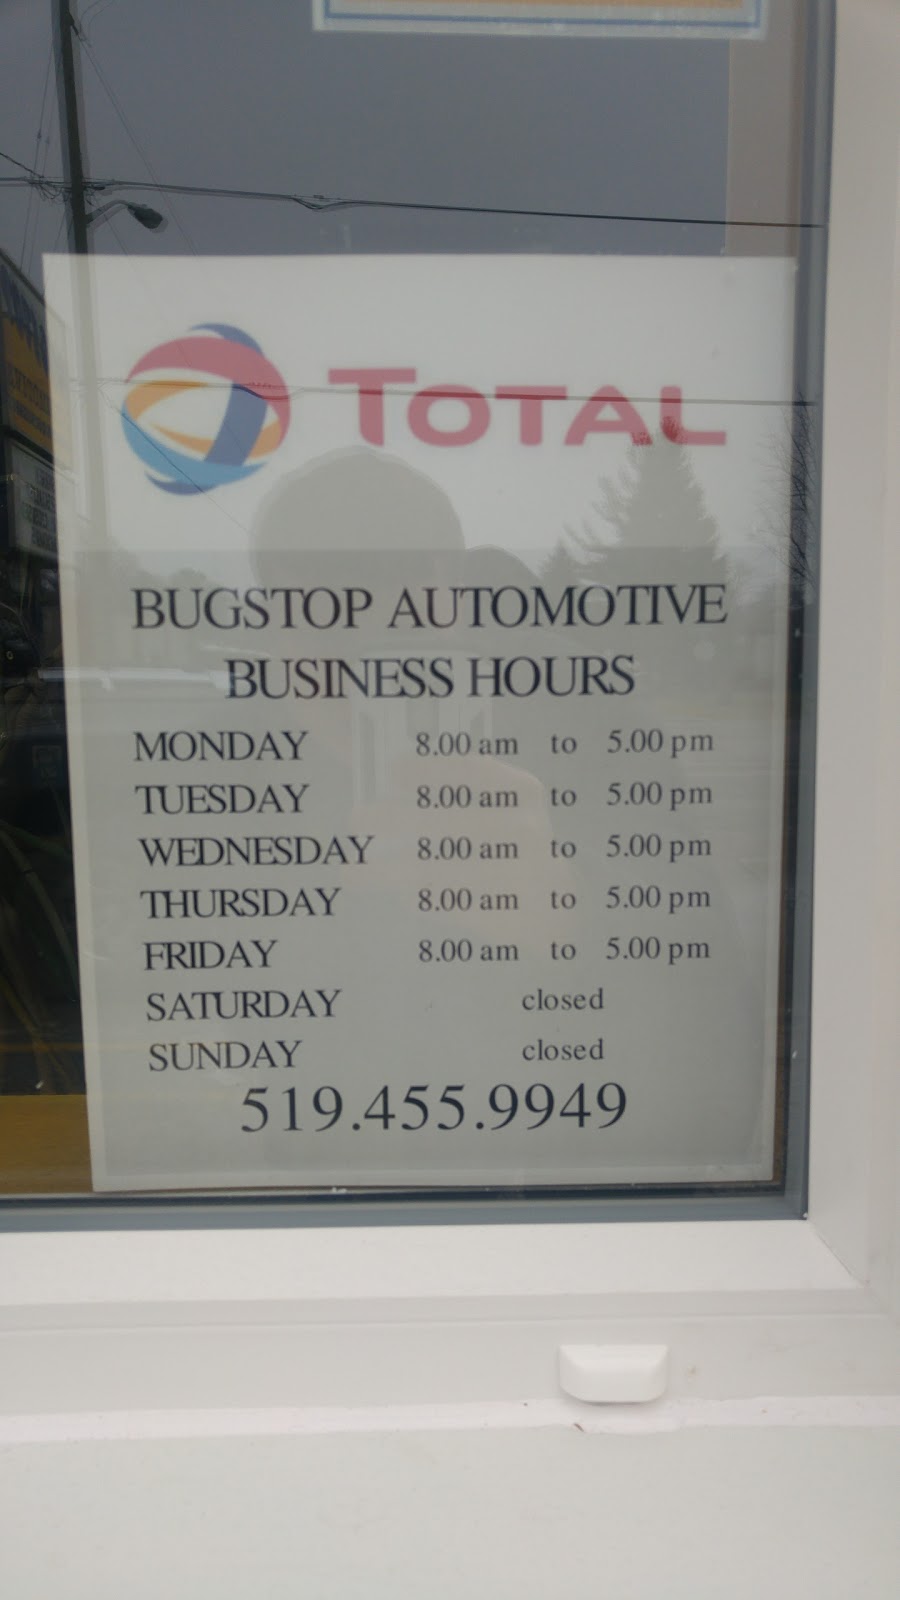 TOTAL
BUGSTOP AUTOMOTIVE
BUSINESS HOURS
MONDAY 8.00 am to 5.00 pm
TUESDAY 8.00 am to 5.00 pm
WEDNESDAY 8.00 am to 5.00 pm
THURSDAY 8.00 am to 5.00 pm
FRIDAY 8.00 am to 5.00 pm
SATURDAY closed
SUNDAY closed
519.455.9949